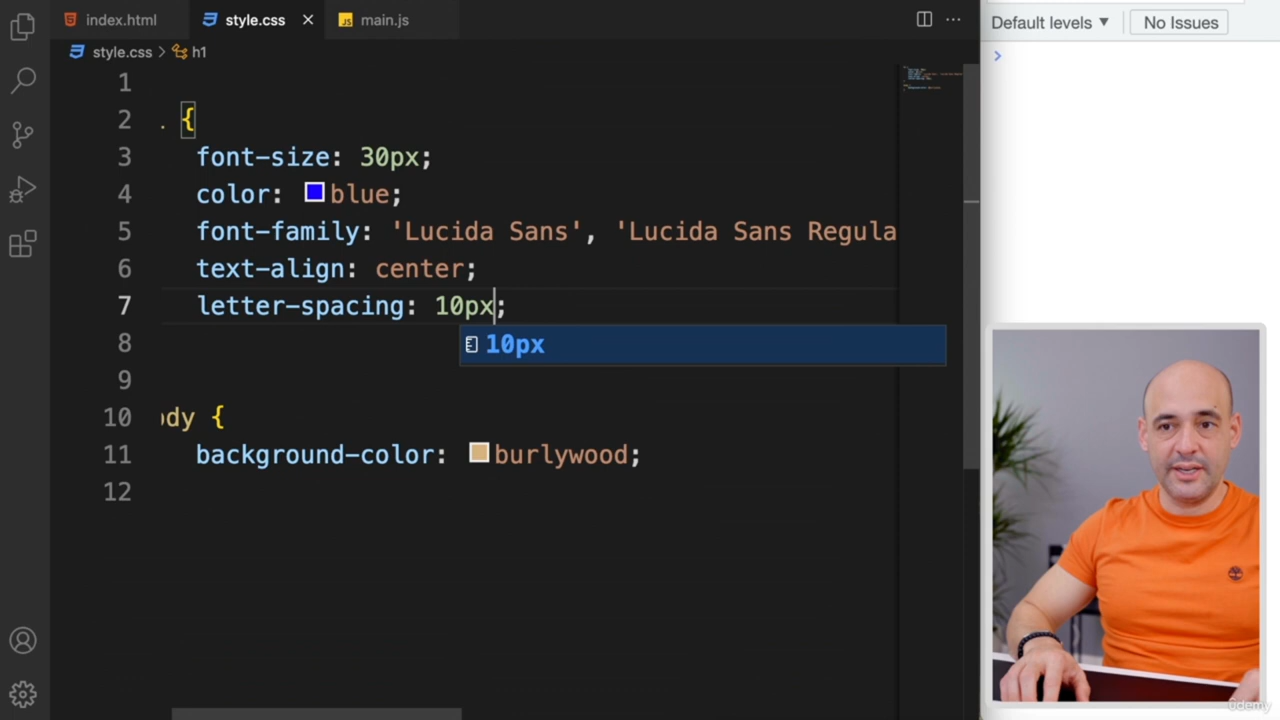 index.html
style.css
main.js
Default levels
No Issues
style.css
h1
1
2 {
3 font-size: 30px;
4 color: blue;
5 font-family: 'Lucida Sans', 'Lucida Sans Regula
6 text-align: center;
7 letter-spacing: 10px;
10px
8
9
10 ody {
11 background-color: burlywood;
12